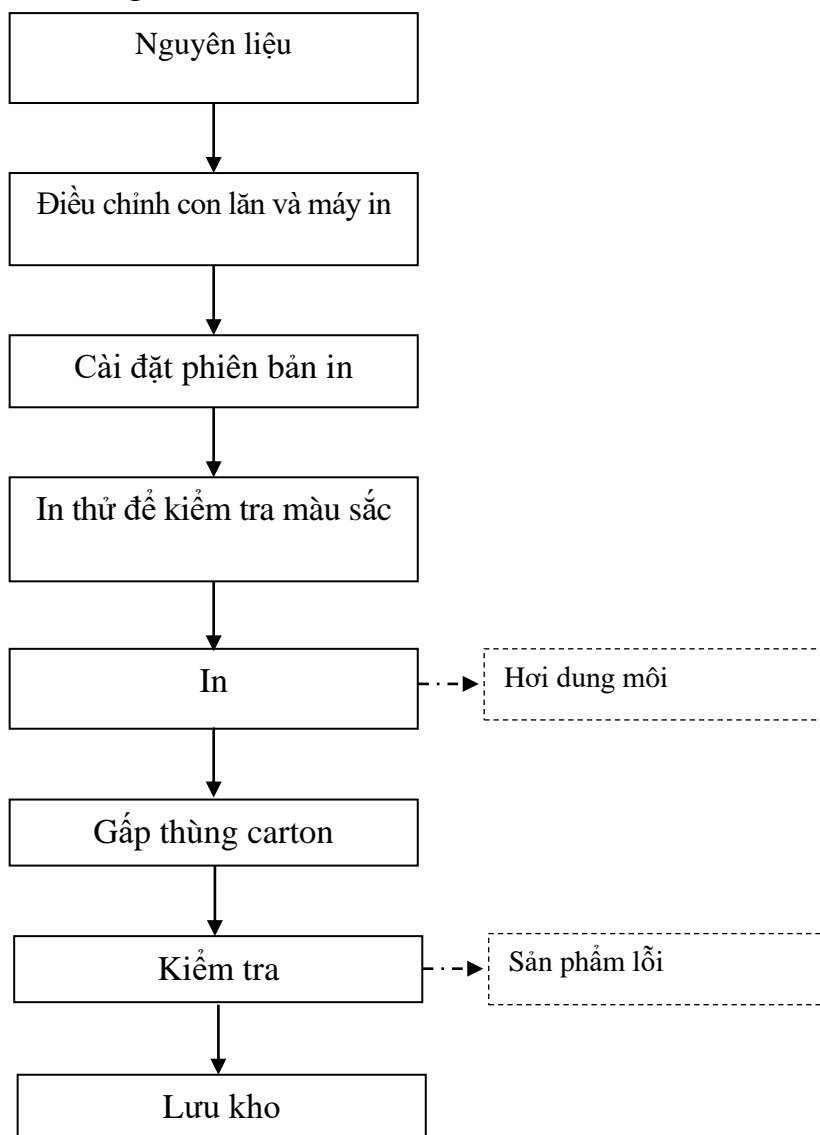 Nguyên liệu
Điều chỉnh con lăn và máy in
Cài đặt phiên bản in
In thử để kiểm tra màu sắc
In
Hơi dung môi
Gấp thùng carton
Kiểm tra
Sản phẩm lỗi
Lưu kho